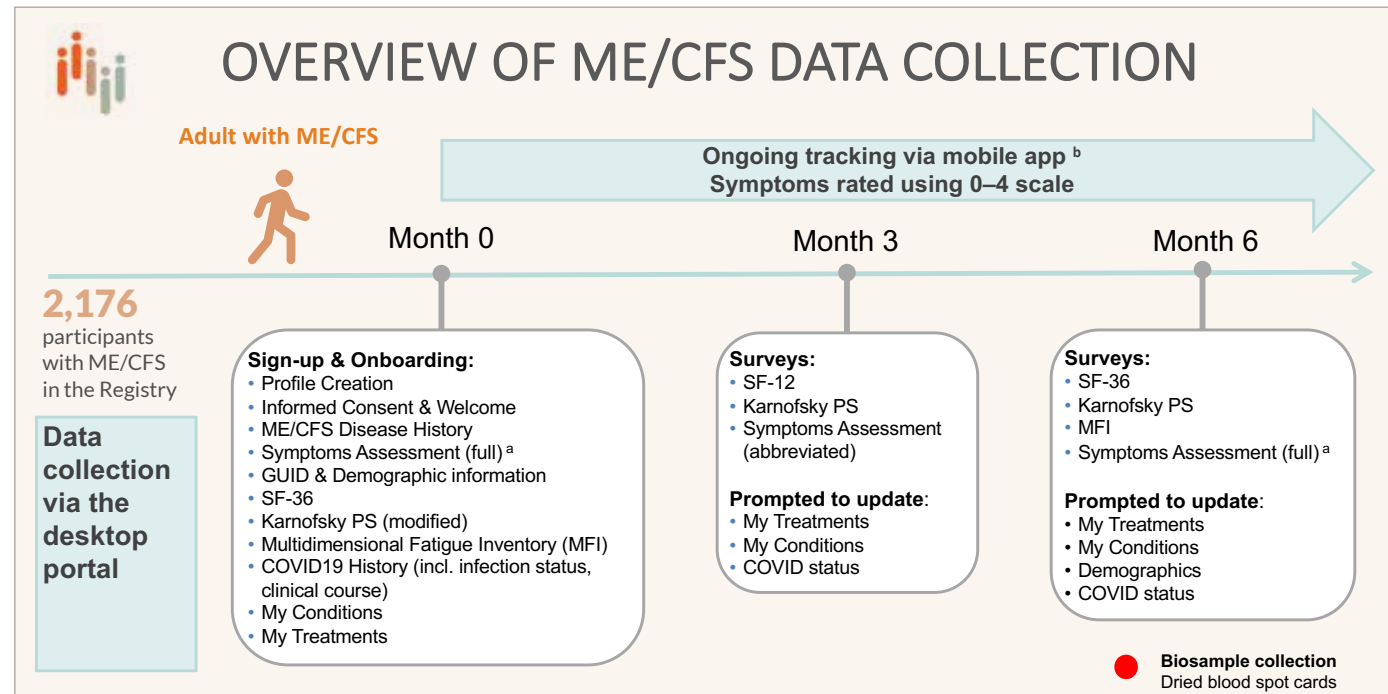 OVERVIEW OF ME/CFS DATA COLLECTION
Adult with ME/CFS
Ongoing tracking via mobile app ᵇ
Symptoms rated using 0–4 scale
Month 0
Month 3
Month 6
2,176
participants
with ME/CFS
in the Registry
Data
collection
via the
desktop
portal
Sign-up & Onboarding:
• Profile Creation
• Informed Consent & Welcome
• ME/CFS Disease History
• Symptoms Assessment (full) ᵃ
• GUID & Demographic information
• SF-36
• Karnofsky PS (modified)
• Multidimensional Fatigue Inventory (MFI)
• COVID19 History (incl. infection status,
clinical course)
• My Conditions
• My Treatments
Surveys:
• SF-12
• Karnofsky PS
• Symptoms Assessment
(abbreviated)
Prompted to update:
• My Treatments
• My Conditions
• COVID status
Surveys:
• SF-36
• Karnofsky PS
• MFI
• Symptoms Assessment (full) ᵃ
Prompted to update:
• My Treatments
• My Conditions
• Demographics
• COVID status
Biosample collection
Dried blood spot cards